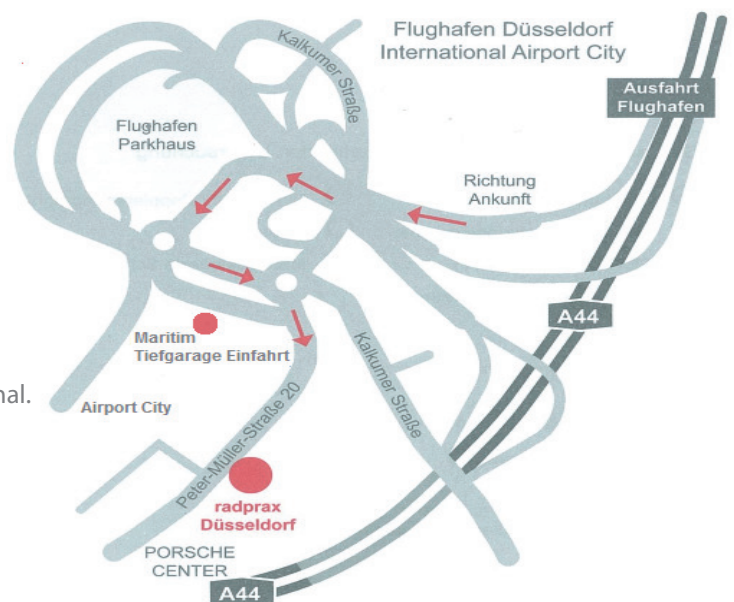 Flughafen Düsseldorf
International Airport City
Kalkumer Straße
Ausfahrt
Flughafen
Flughafen
Parkhaus
Richtung
Ankunft
A44
Maritim
Tiefgarage Einfahrt
nal.
Airport City
Kalkumer Straße
Peter-Müller-Straße 20
radprax
Düsseldorf
PORSCHE
CENTER
A44